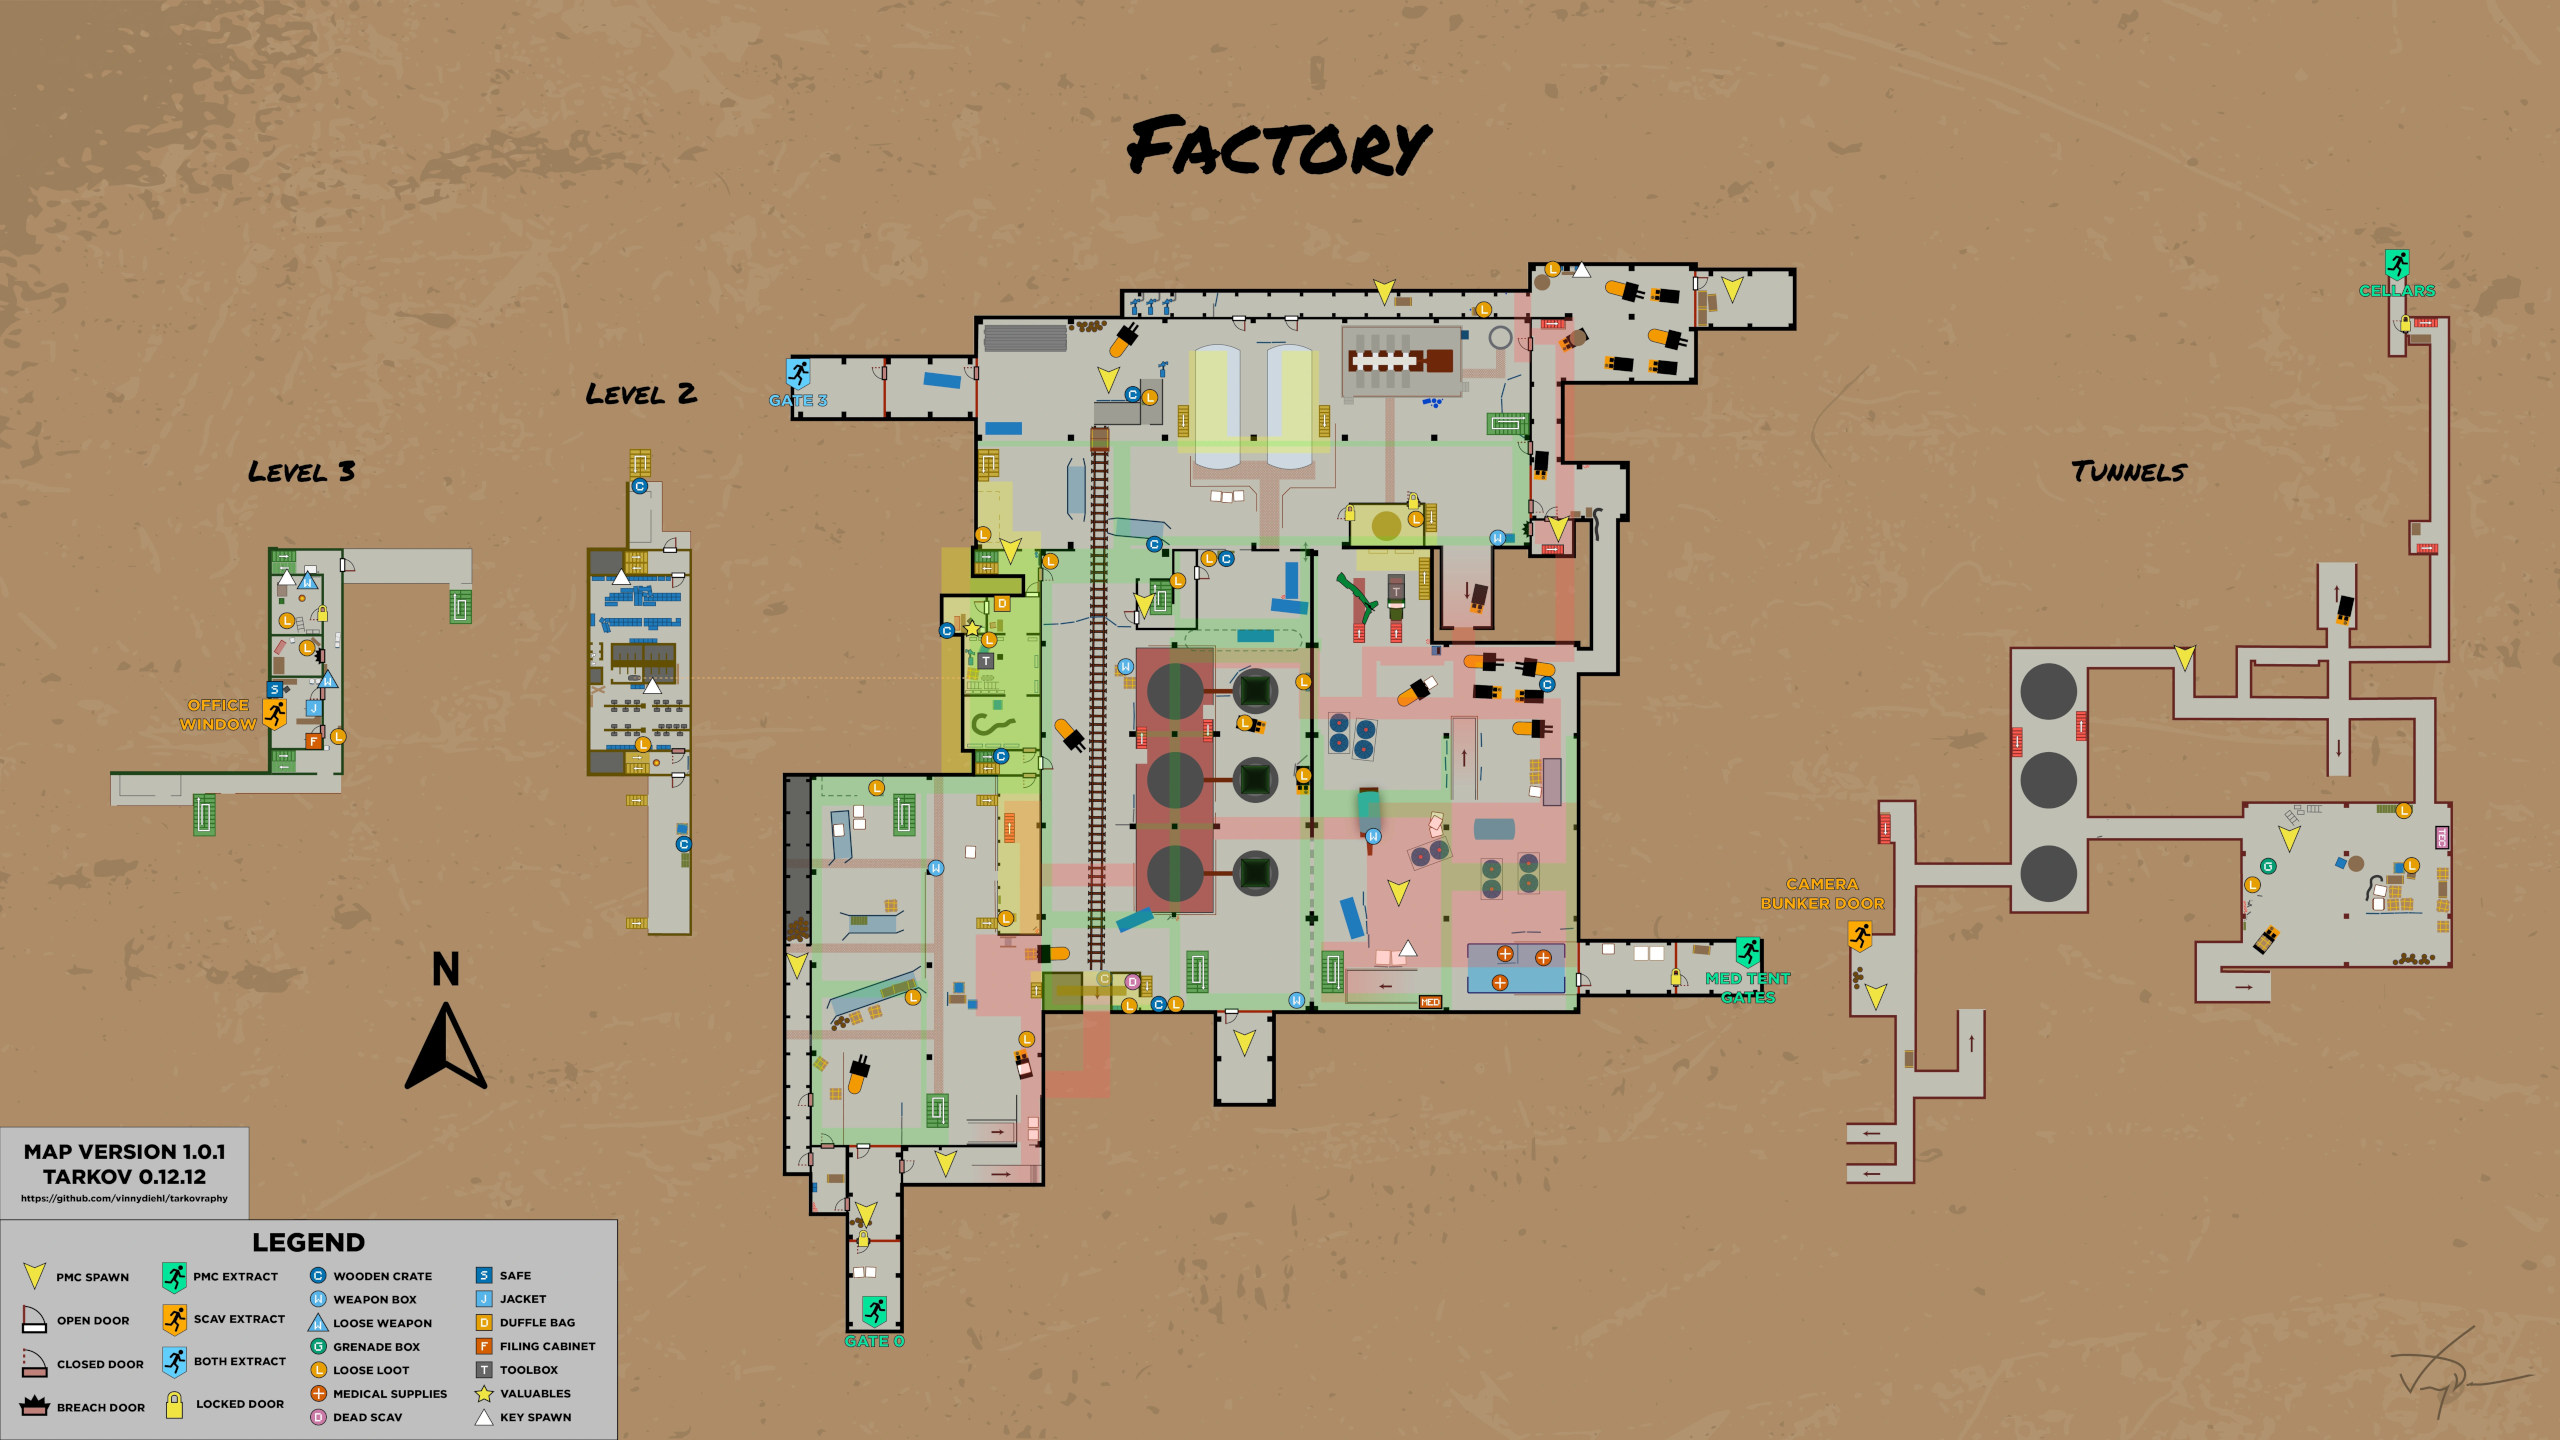 FACTORY
CELLARS
LEVEL 2
GATE 3
LEVEL 3
TUNNELS
OFFICE
WINDOW
CAMERA
BUNKER DOOR
MED TENT
GATES
MED
TEC
N
GATE 0
MAP VERSION 1.0.1
TARKOV 0.12.12
https://github.com/vinnydiehl/tarkovraphy
LEGEND
PMC SPAWN
OPEN DOOR
CLOSED DOOR
BREACH DOOR
PMC EXTRACT
SCAV EXTRACT
BOTH EXTRACT
LOCKED DOOR
C WOODEN CRATE
W WEAPON BOX
W LOOSE WEAPON
G GRENADE BOX
L LOOSE LOOT
MEDICAL SUPPLIES
D DEAD SCAV
S SAFE
J JACKET
D DUFFLE BAG
F FILING CABINET
T TOOLBOX
VALUABLES
KEY SPAWN